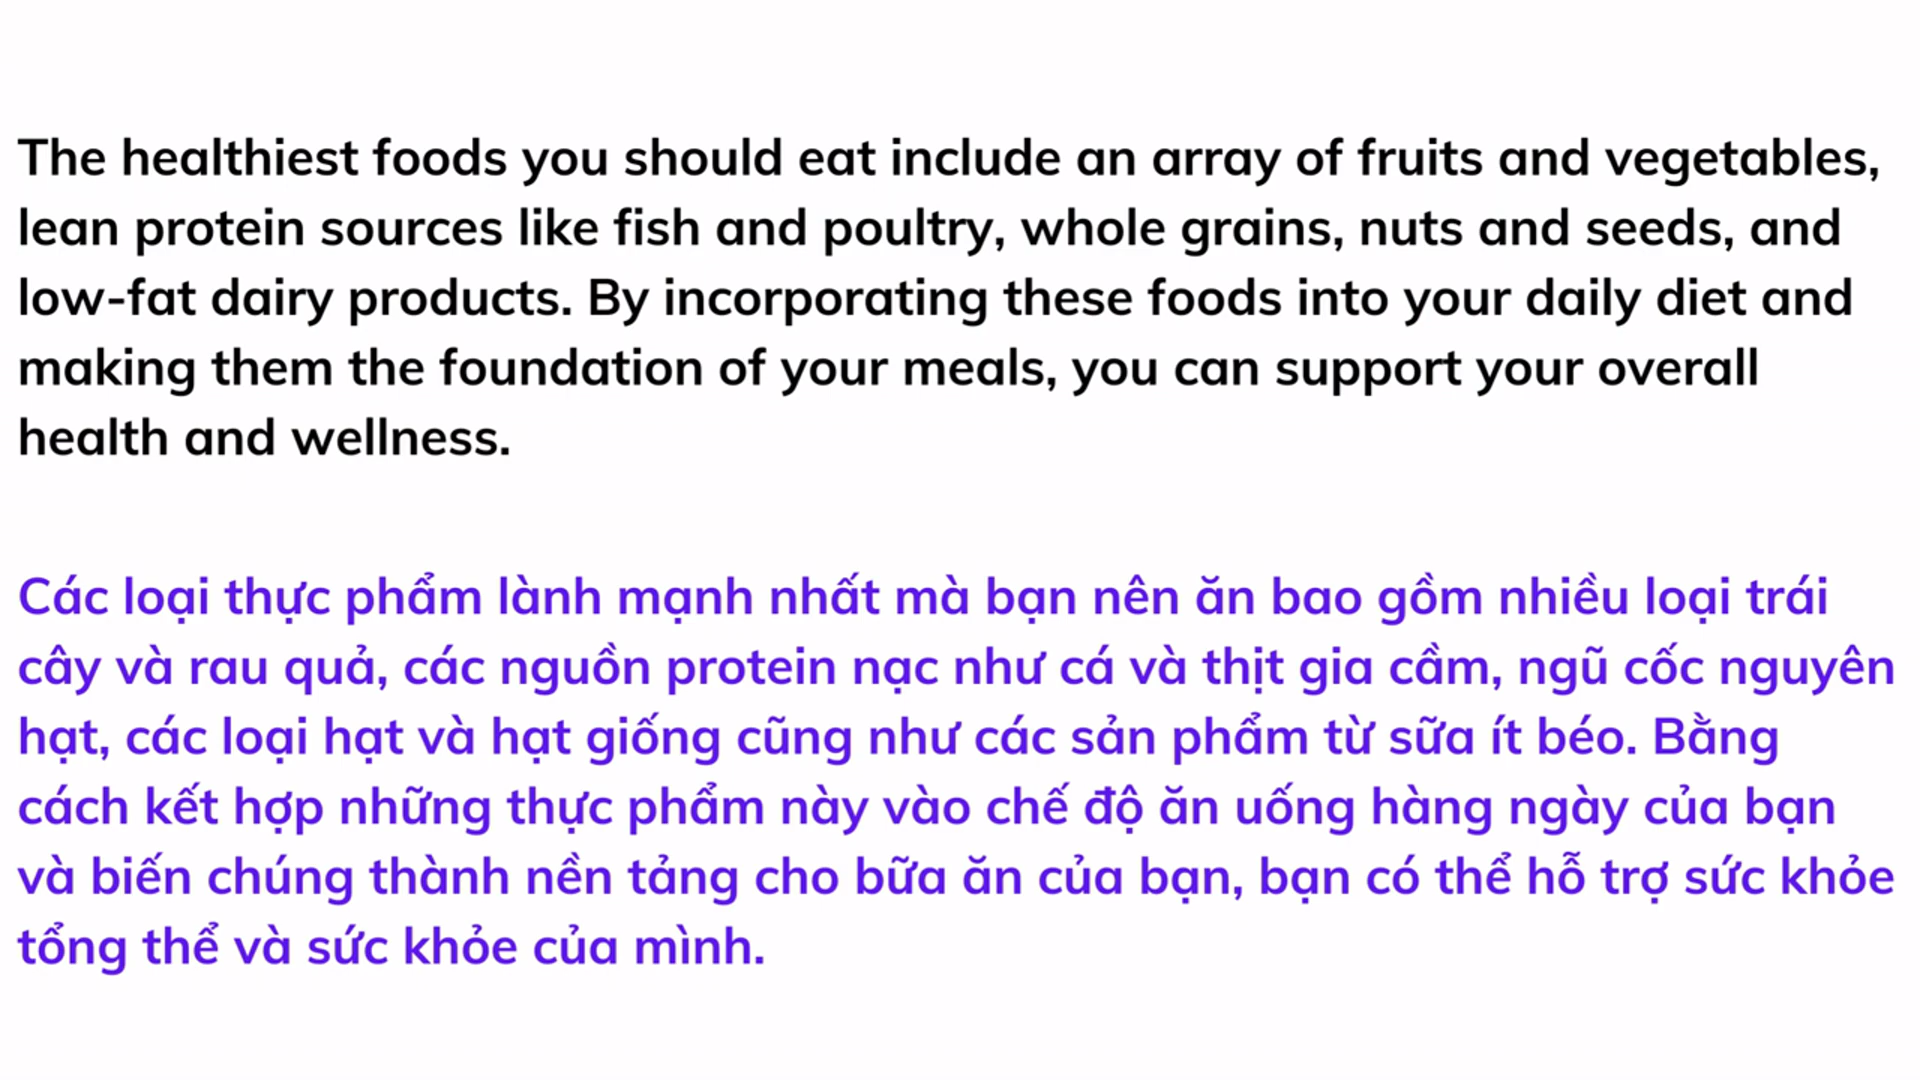 The healthiest foods you should eat include an array of fruits and vegetables,
lean protein sources like fish and poultry, whole grains, nuts and seeds, and
low-fat dairy products. By incorporating these foods into your daily diet and
making them the foundation of your meals, you can support your overall
health and wellness.
Các loại thực phẩm lành mạnh nhất mà bạn nên ăn bao gồm nhiều loại trái
cây và rau quả, các nguồn protein nạc như cá và thịt gia cầm, ngũ cốc nguyên
hạt, các loại hạt và hạt giống cũng như các sản phẩm từ sữa ít béo. Bằng
cách kết hợp những thực phẩm này vào chế độ ăn uống hàng ngày của bạn
và biến chúng thành nền tảng cho bữa ăn của bạn, bạn có thể hỗ trợ sức khỏe
tổng thể và sức khỏe của mình.